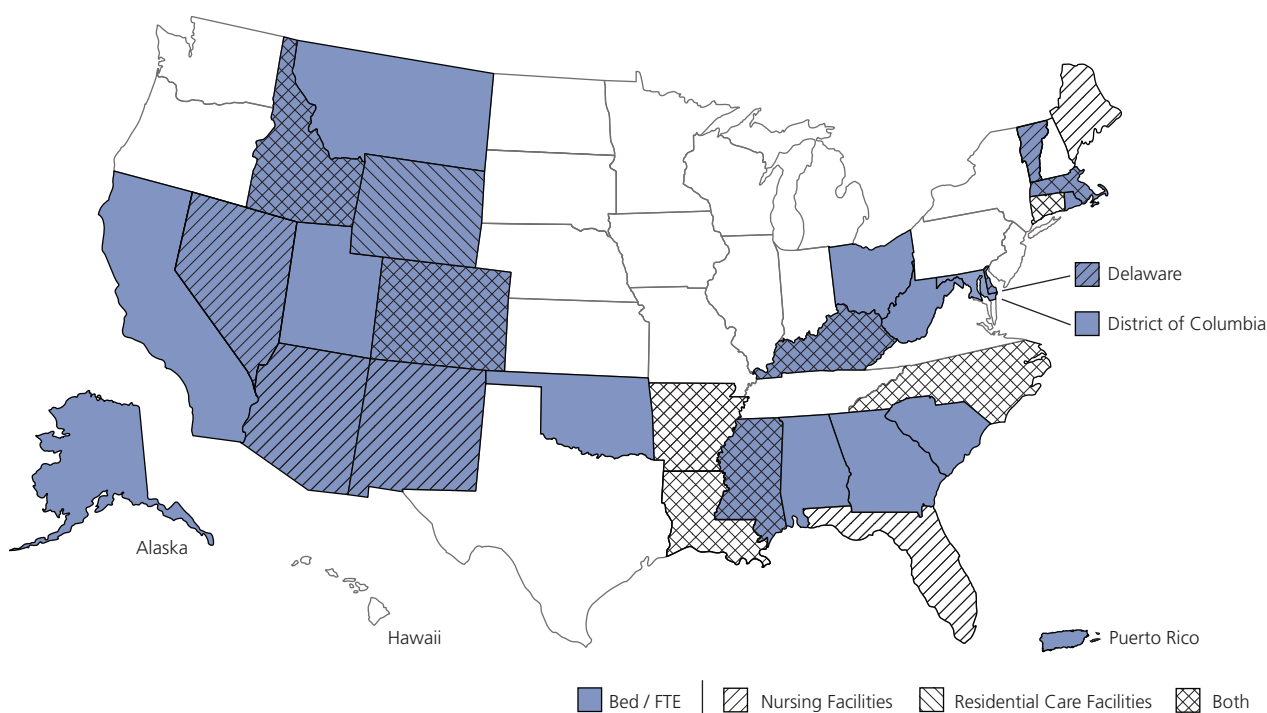 Delaware
District of Columbia
Alaska
Hawaii
Puerto Rico
Bed / FTE
Nursing Facilities
Residential Care Facilities
Both